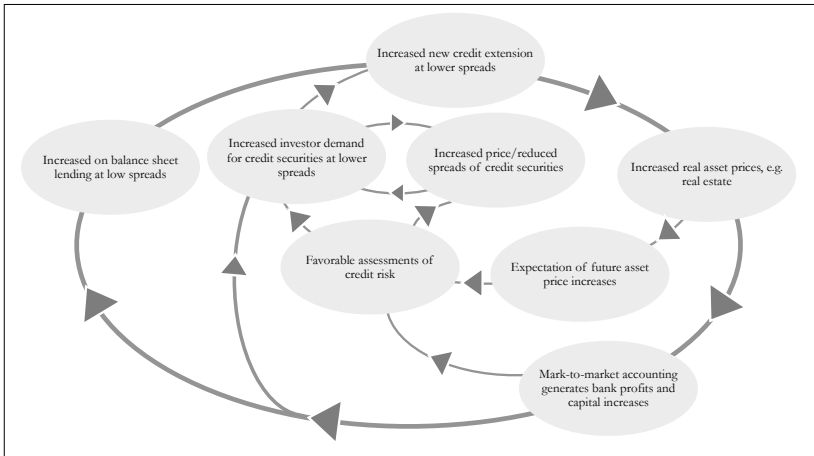 Increased new credit extension
at lower spreads
Increased investor demand
for credit securities at lower
spreads
Increased price/reduced
spreads of credit securities
Increased on balance sheet
lending at low spreads
Increased real asset prices, e.g.
real estate
Favorable assessments of
credit risk
Expectation of future asset
price increases
Mark-to-market accounting
generates bank profits and
capital increases